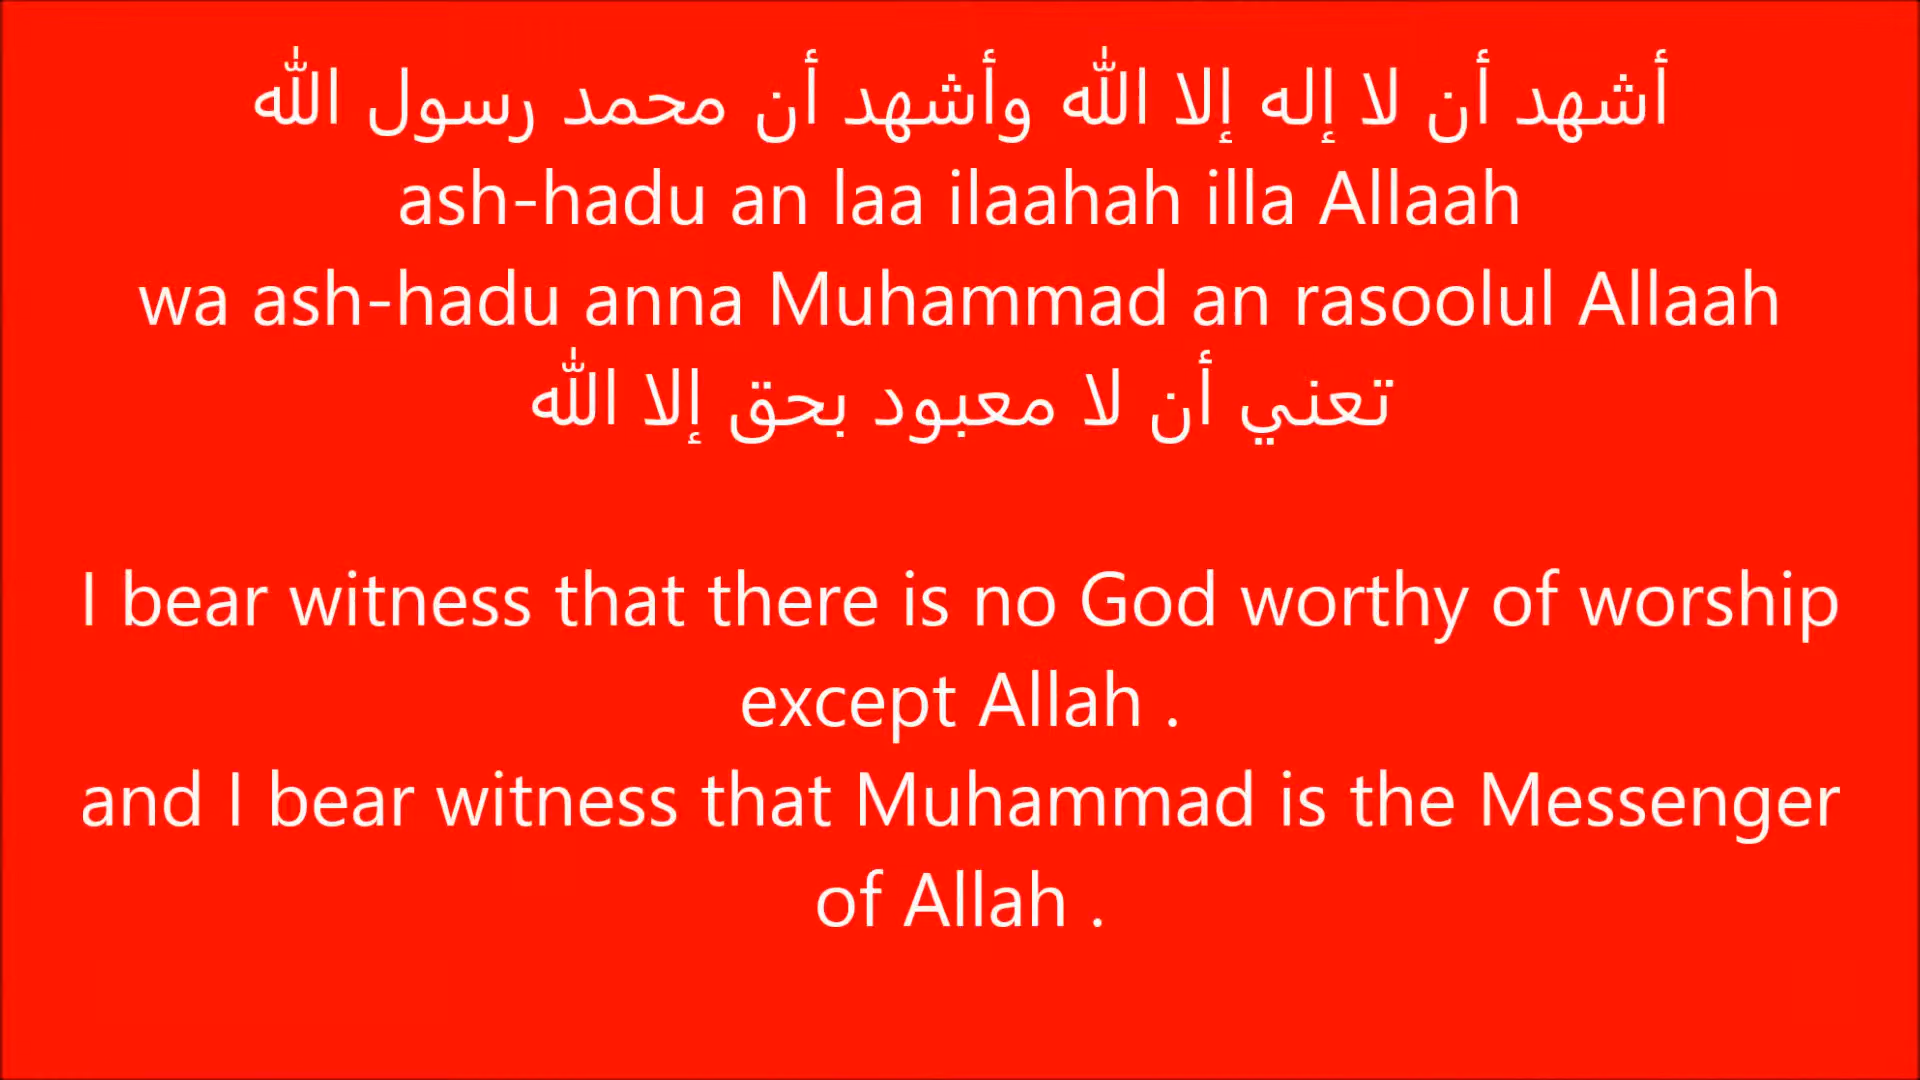 أشهد أن لا إله إلا الله وأشهد أن محمد رسول الله
ash-hadu an laa ilaahah illa Allaah
wa ash-hadu anna Muhammad an rasoolul Allaah
تعني أن لا معبود بحق إلا الله
I bear witness that there is no God worthy of worship
except Allah .
and I bear witness that Muhammad is the Messenger
of Allah .